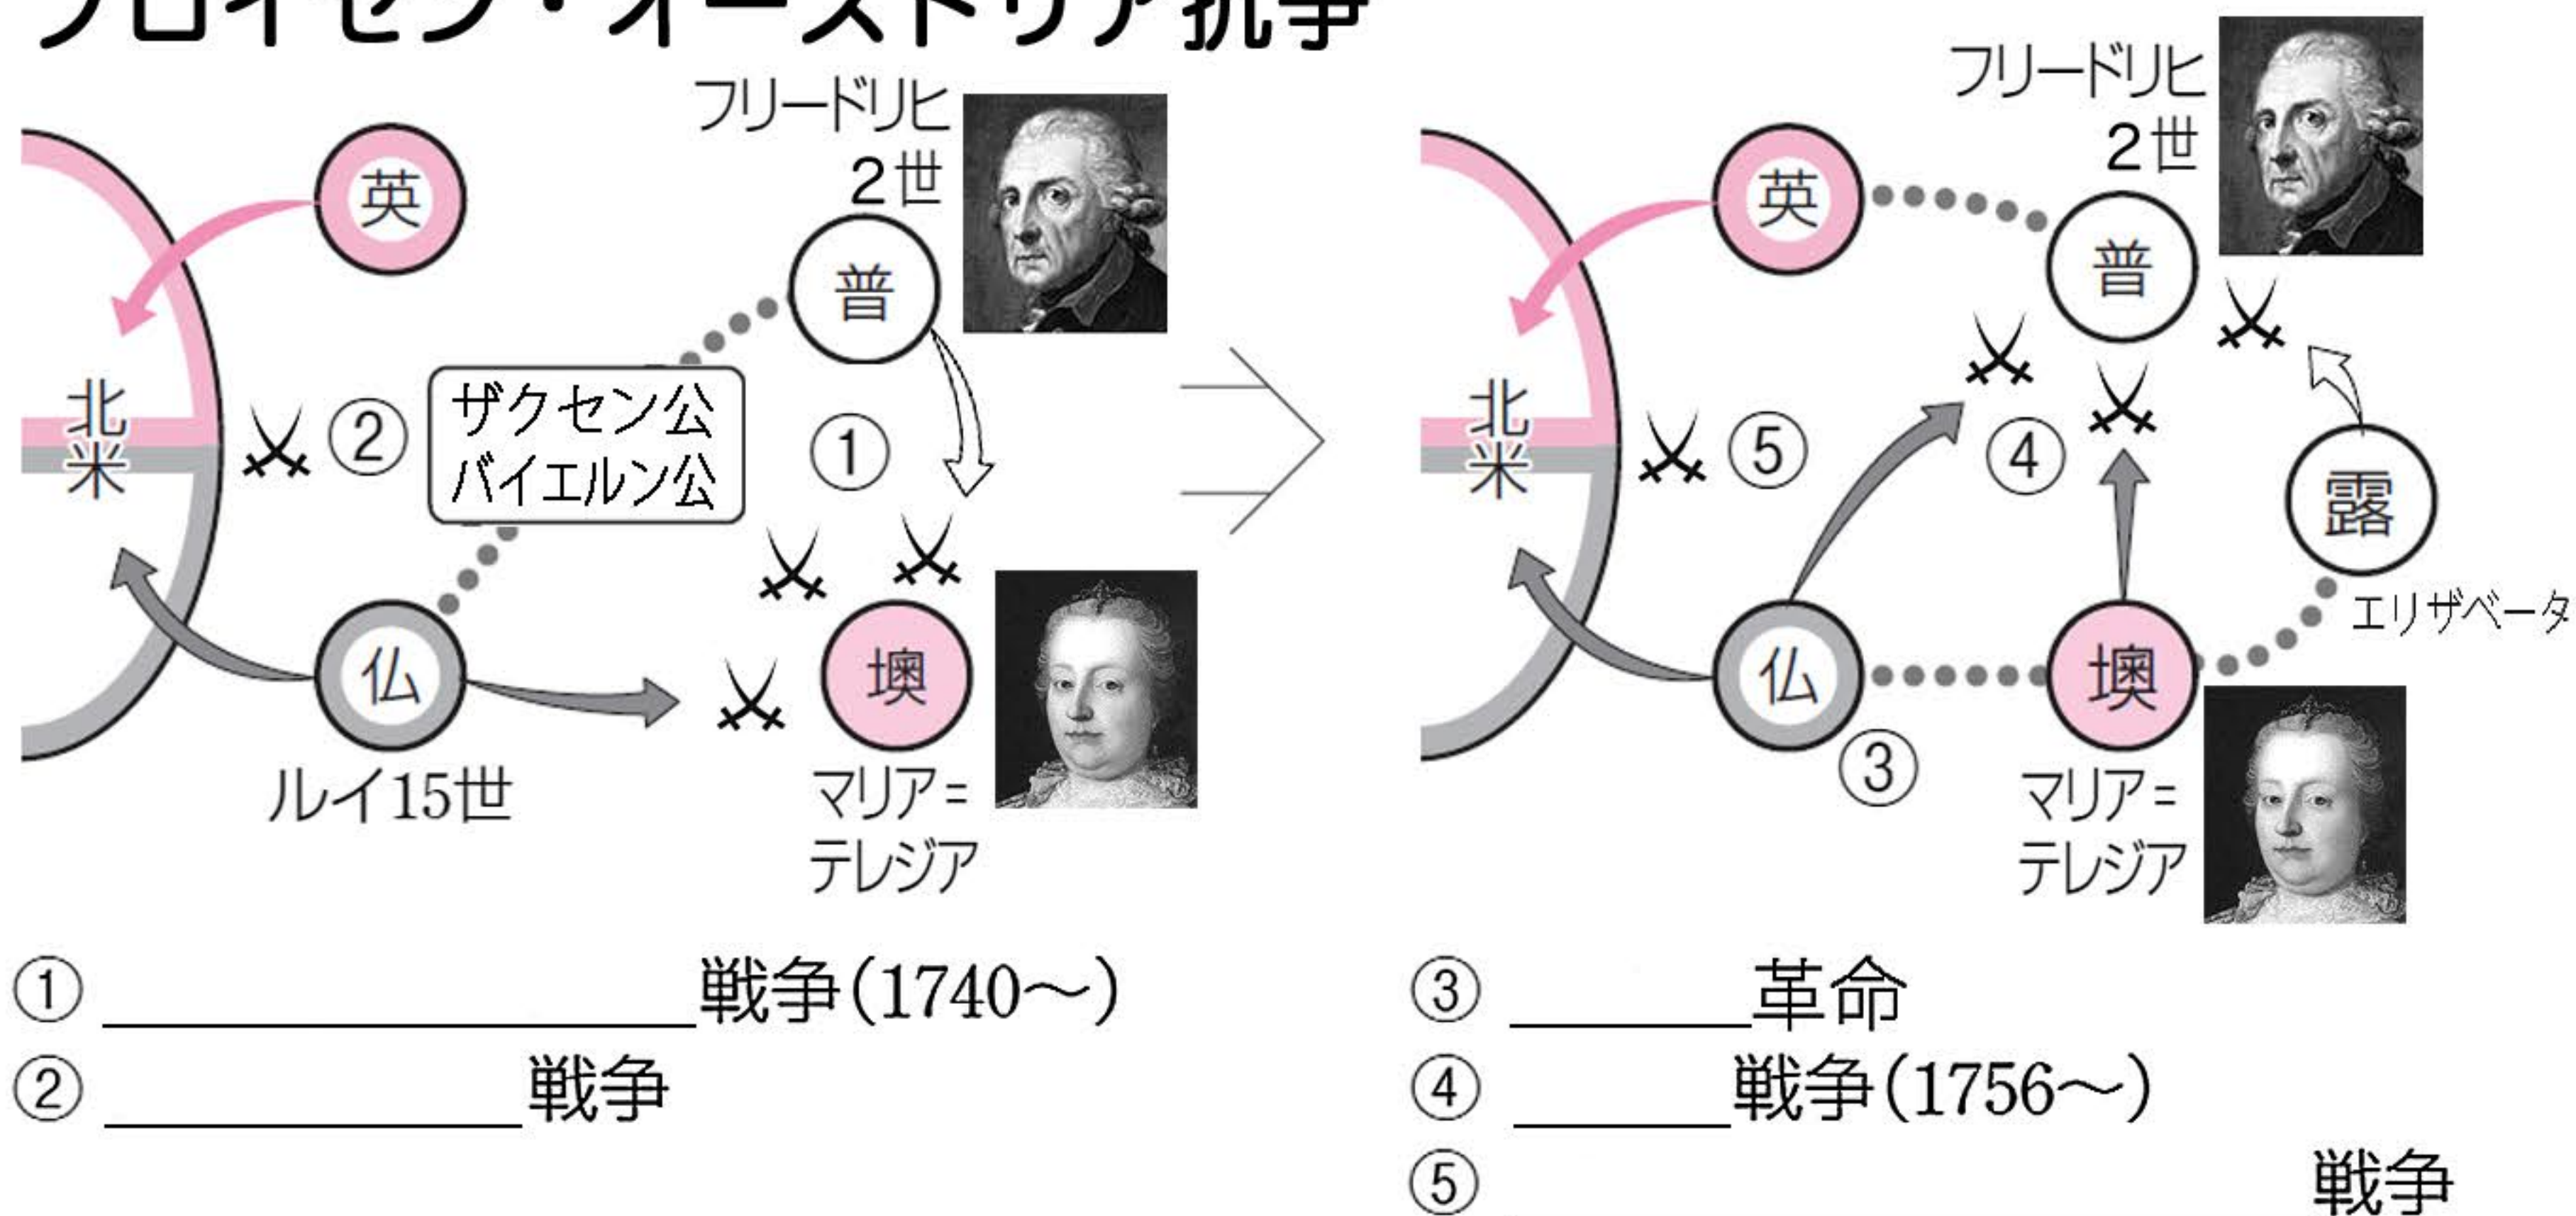 プロイセン・オーストリア抗争
フリードリヒ
2世
英
普
北米
②
ザクセン公
バイエルン公
①
仏
墺
ルイ15世
マリア=
テレジア
フリードリヒ
2世
英
普
北米
⑤
④
露
エリザベータ
仏
墺
③
マリア=
テレジア
① 戦争(1740〜)
② 戦争
③ 革命
④ 戦争(1756〜)
⑤ 戦争